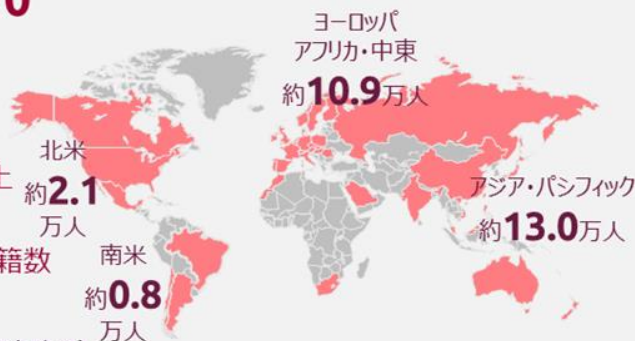 0
ヨーロッパ
アフリカ・中東
約10.9万人
北米
約2.1
万人
アジア・パシフィック
約13.0万人
籍数
南米
約0.8
万人